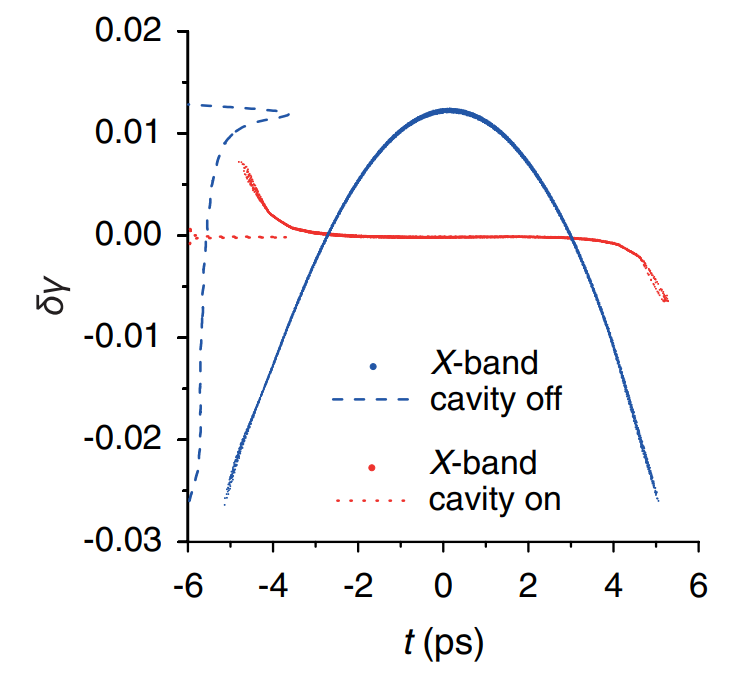 0.02
0.01
0.00
-0.01
-0.02
-0.03
δγ
X-band
cavity off
X-band
cavity on
-6 -4 -2 0 2 4 6
t (ps)